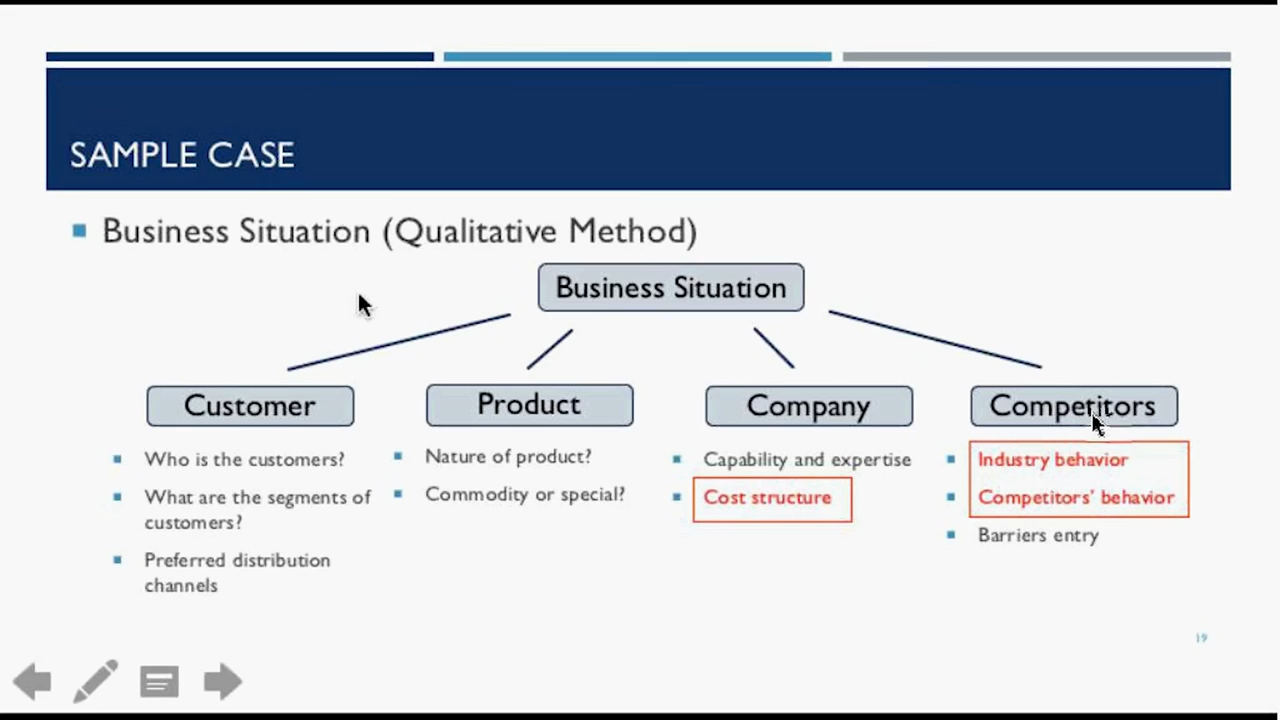 SAMPLE CASE
Business Situation (Qualitative Method)
Business Situation
Customer
Who is the customers?
What are the segments of
customers?
Preferred distribution
channels
Product
Nature of product?
Commodity or special?
Company
Capability and expertise
Cost structure
Competitors
Industry behavior
Competitors' behavior
Barriers entry
19